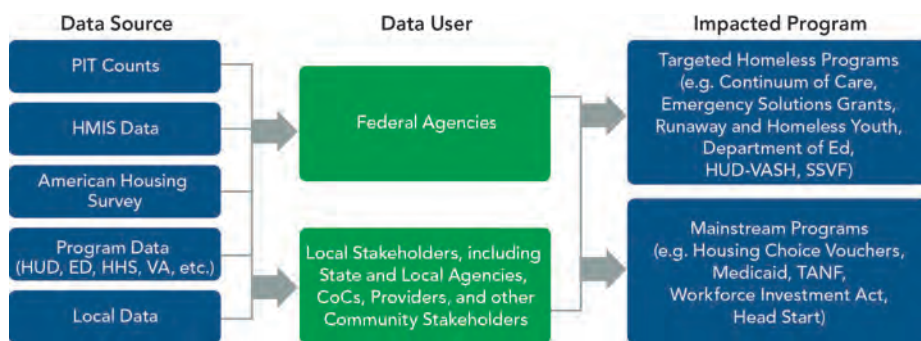 Data Source
Data User
Impacted Program
PIT Counts
HMIS Data
American Housing
Survey
Program Data
(HUD, ED, HHS, VA, etc.)
Local Data
Federal Agencies
Local Stakeholders, including
State and Local Agencies,
CoCs, Providers, and other
Community Stakeholders
Targeted Homeless Programs
(e.g. Continuum of Care,
Emergency Solutions Grants,
Runaway and Homeless Youth,
Department of Ed,
HUD-VASH, SSVF)
Mainstream Programs
(e.g. Housing Choice Vouchers,
Medicaid, TANF,
Workforce Investment Act,
Head Start)